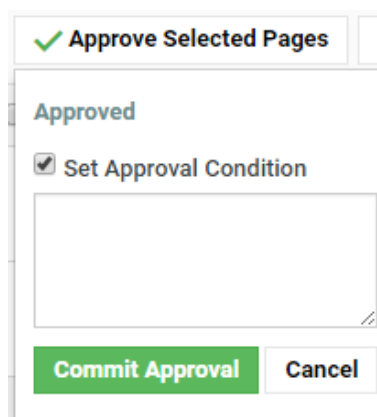 Approve Selected Pages
Approved
Set Approval Condition
Commit Approval Cancel